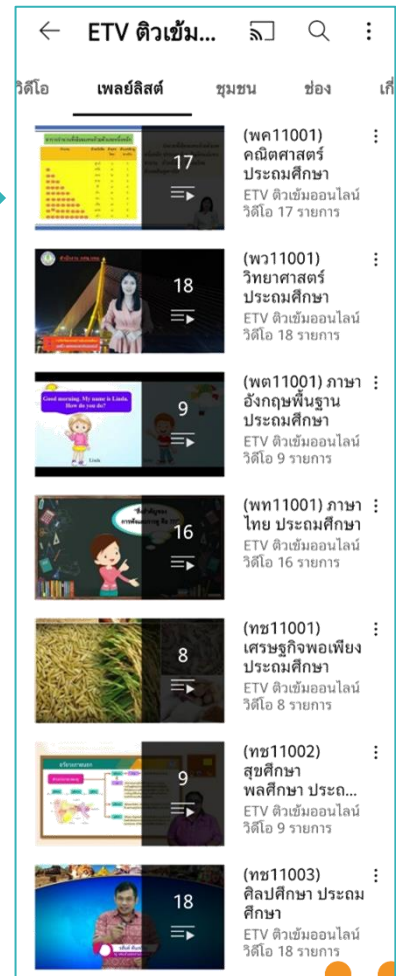 ETV ติวเข้ม...
วิดีโอ เพลย์ลิสต์ ชุมชน ช่อง เกี่
17
(พค11001)
คณิตศาสตร์
ประถมศึกษา
ETV ติวเข้มออนไลน์
วิดีโอ 17 รายการ
18
(พว11001)
วิทยาศาสตร์
ประถมศึกษา
ETV ติวเข้มออนไลน์
วิดีโอ 18 รายการ
Good morning. My name is Linda.
How do you do?
Linda
9
(พต11001) ภาษา
อังกฤษพื้นฐาน
ประถมศึกษา
ETV ติวเข้มออนไลน์
วิดีโอ 9 รายการ
16
(พท11001) ภาษา
ไทย ประถมศึกษา
ETV ติวเข้มออนไลน์
วิดีโอ 16 รายการ
8
(ทช11001)
เศรษฐกิจพอเพียง
ประถมศึกษา
ETV ติวเข้มออนไลน์
วิดีโอ 8 รายการ
9
(ทช11002)
สุขศึกษา
พลศึกษา ประถ...
ETV ติวเข้มออนไลน์
วิดีโอ 9 รายการ
18
(ทช11003)
ศิลปศึกษา ประถม
ศึกษา
ETV ติวเข้มออนไลน์
วิดีโอ 18 รายการ